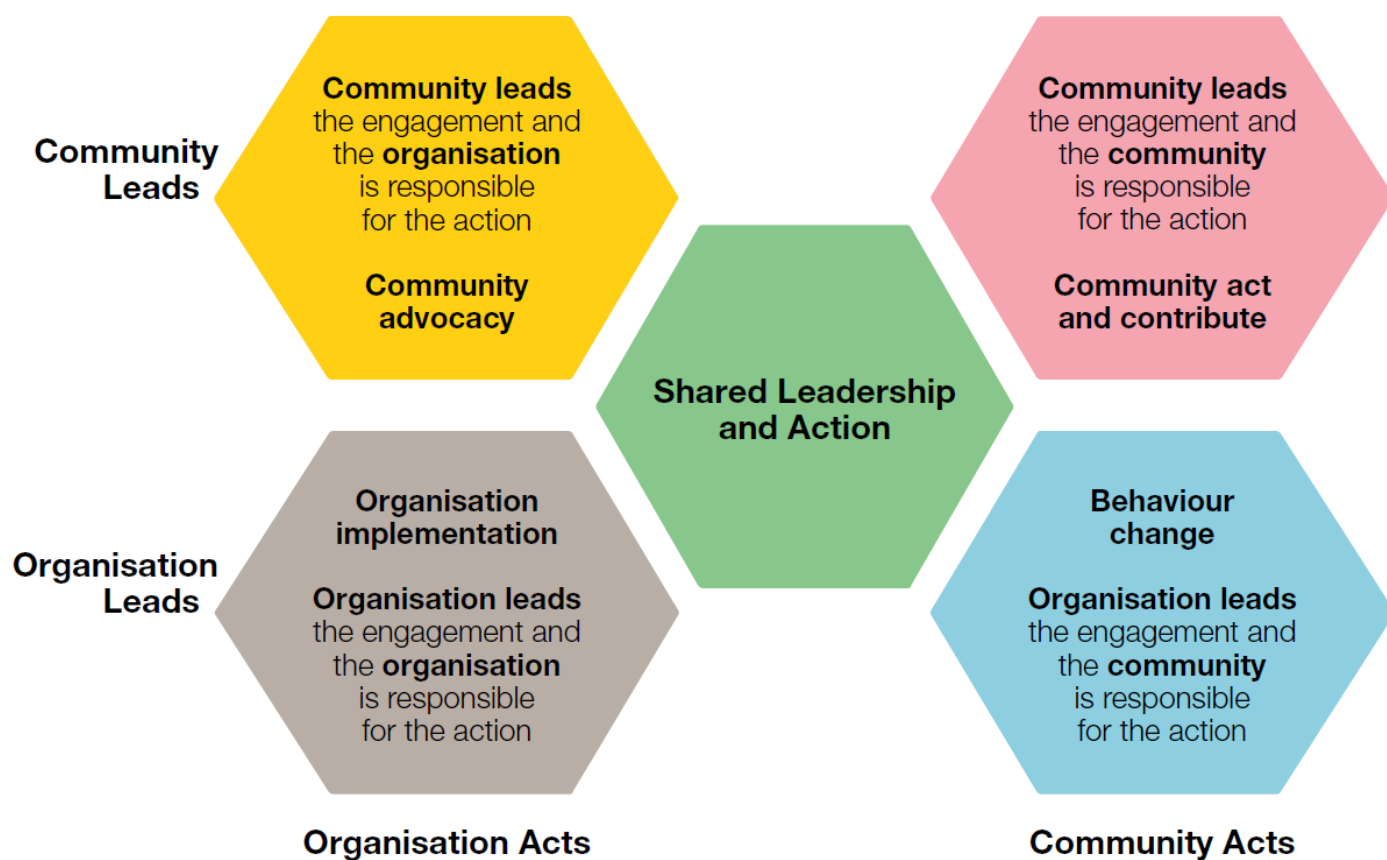 Community
Leads
Community leads
the engagement and
the organisation
is responsible
for the action
Community
advocacy
Community leads
the engagement and
the community
is responsible
for the action
Community act
and contribute
Shared Leadership
and Action
Organisation
Leads
Organisation
implementation
Organisation leads
the engagement and
the organisation
is responsible
for the action
Behaviour
change
Organisation leads
the engagement and
the community
is responsible
for the action
Organisation Acts
Community Acts